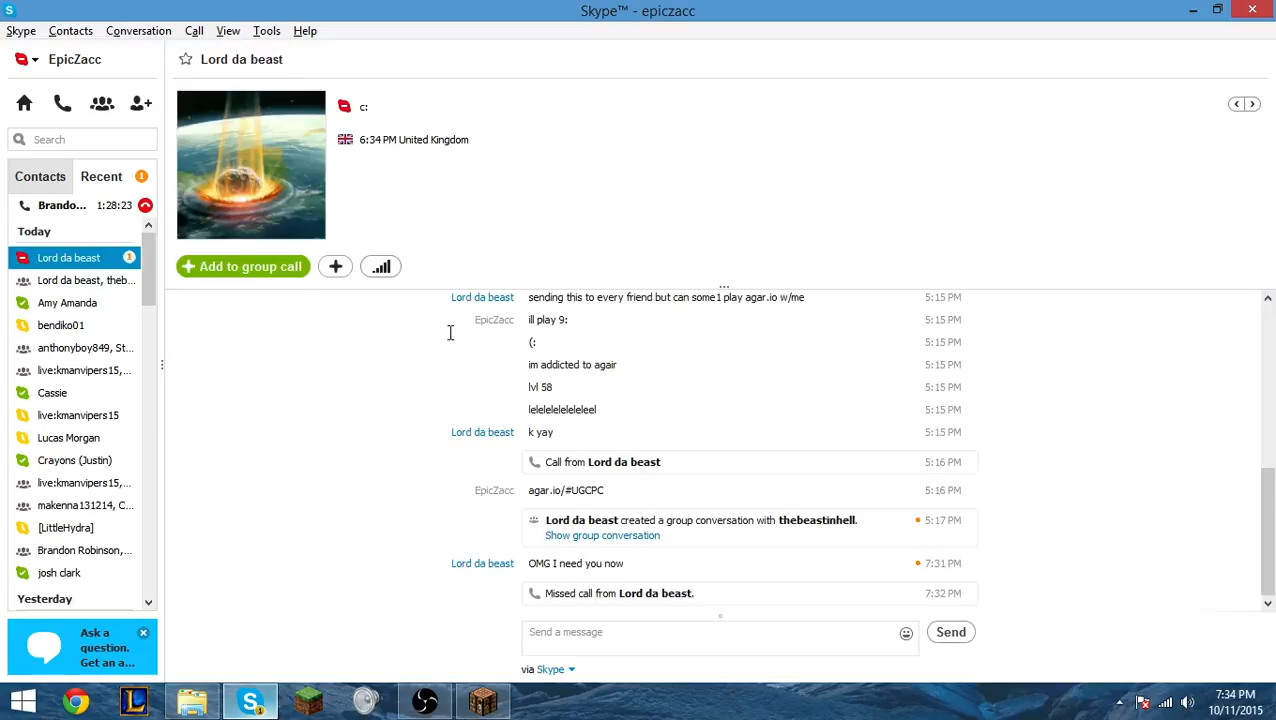 Skype™ - epiczacc
Skype Contacts Conversation Call View Tools Help
EpicZacc
Lord da beast
c:
6:34 PM United Kingdom
Search
Contacts Recent 1
Brando... 1:28:23
Today
Lord da beast 1
Lord da beast, theb...
Amy Amanda
bendiko01
anthonyboy849, St...
live:kmanvipers15,...
Cassie
live:kmanvipers15
Lucas Morgan
Crayons (Justin)
live:kmanvipers15,...
makenna131214, C...
[LittleHydra]
Brandon Robinson,...
josh clark
Yesterday
Ask a
question.
Get an a...
Add to group call
Lord da beast sending this to every friend but can some1 play agar.io w/me 5:15 PM
EpicZacc ill play 9: 5:15 PM
(: 5:15 PM
im addicted to agair 5:15 PM
lvl 58 5:15 PM
leleleleleleleleel 5:15 PM
Lord da beast k yay 5:15 PM
Call from Lord da beast 5:16 PM
EpicZacc agar.io/#UGCPC 5:16 PM
Lord da beast created a group conversation with thebeastinhell. 5:17 PM
Show group conversation
Lord da beast OMG I need you now 7:31 PM
Missed call from Lord da beast. 7:32 PM
Send a message
Send
via Skype
7:34 PM
10/11/2015